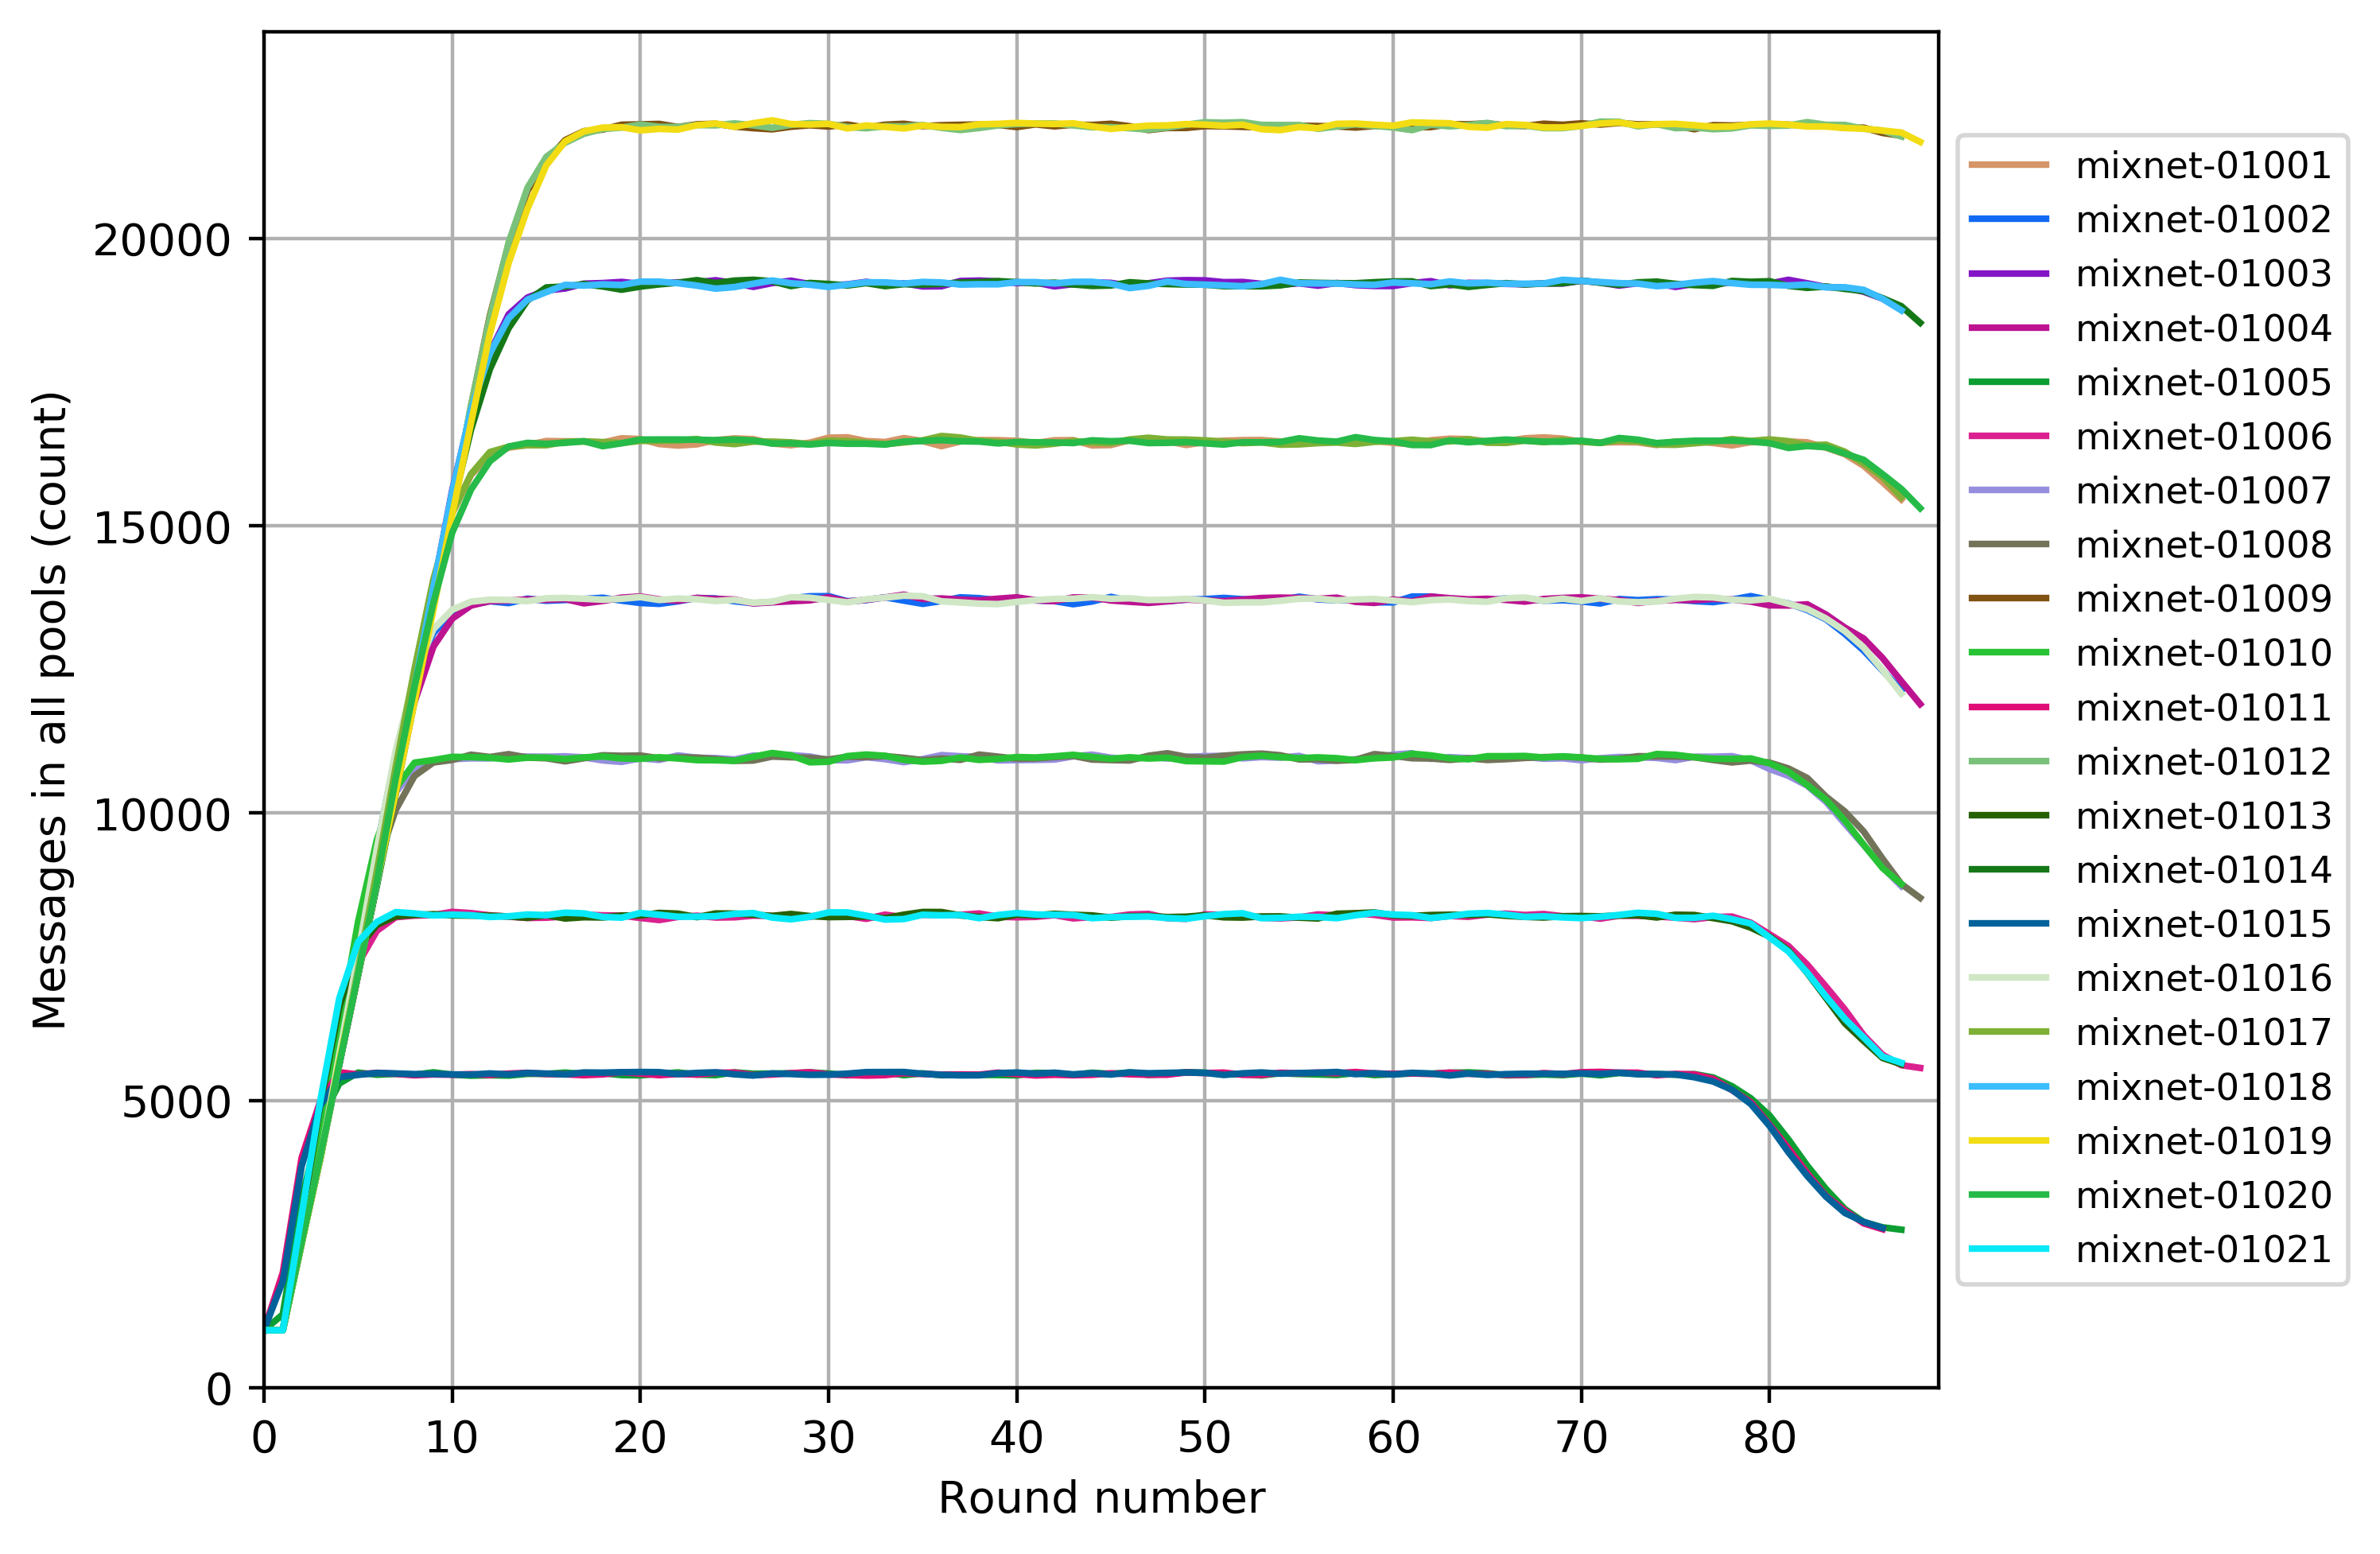 Messages in all pools (count)
20000
15000
10000
5000
0
0 10 20 30 40 50 60 70 80
Round number
mixnet-01001
mixnet-01002
mixnet-01003
mixnet-01004
mixnet-01005
mixnet-01006
mixnet-01007
mixnet-01008
mixnet-01009
mixnet-01010
mixnet-01011
mixnet-01012
mixnet-01013
mixnet-01014
mixnet-01015
mixnet-01016
mixnet-01017
mixnet-01018
mixnet-01019
mixnet-01020
mixnet-01021